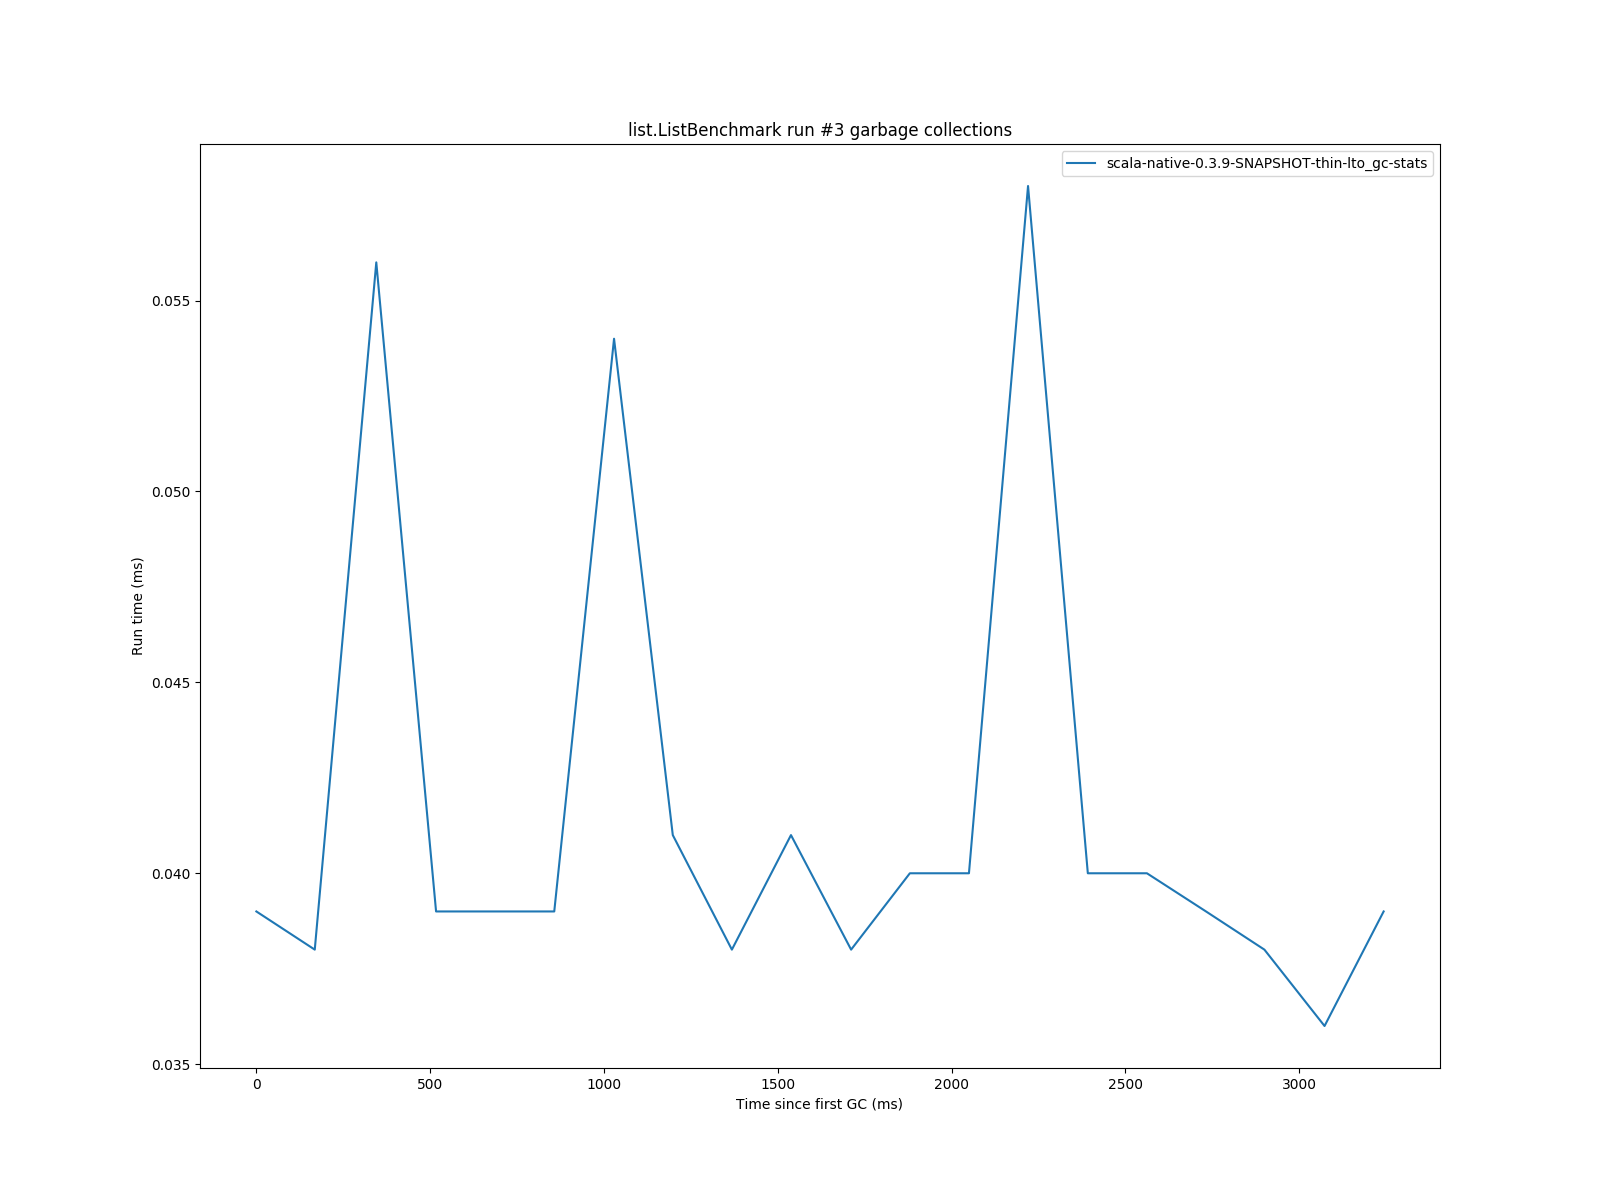 list.ListBenchmark run #3 garbage collections
scala-native-0.3.9-SNAPSHOT-thin-lto_gc-stats
0.055
0.050
0.045
0.040
0.035
Run time (ms)
0 500 1000 1500 2000 2500 3000
Time since first GC (ms)